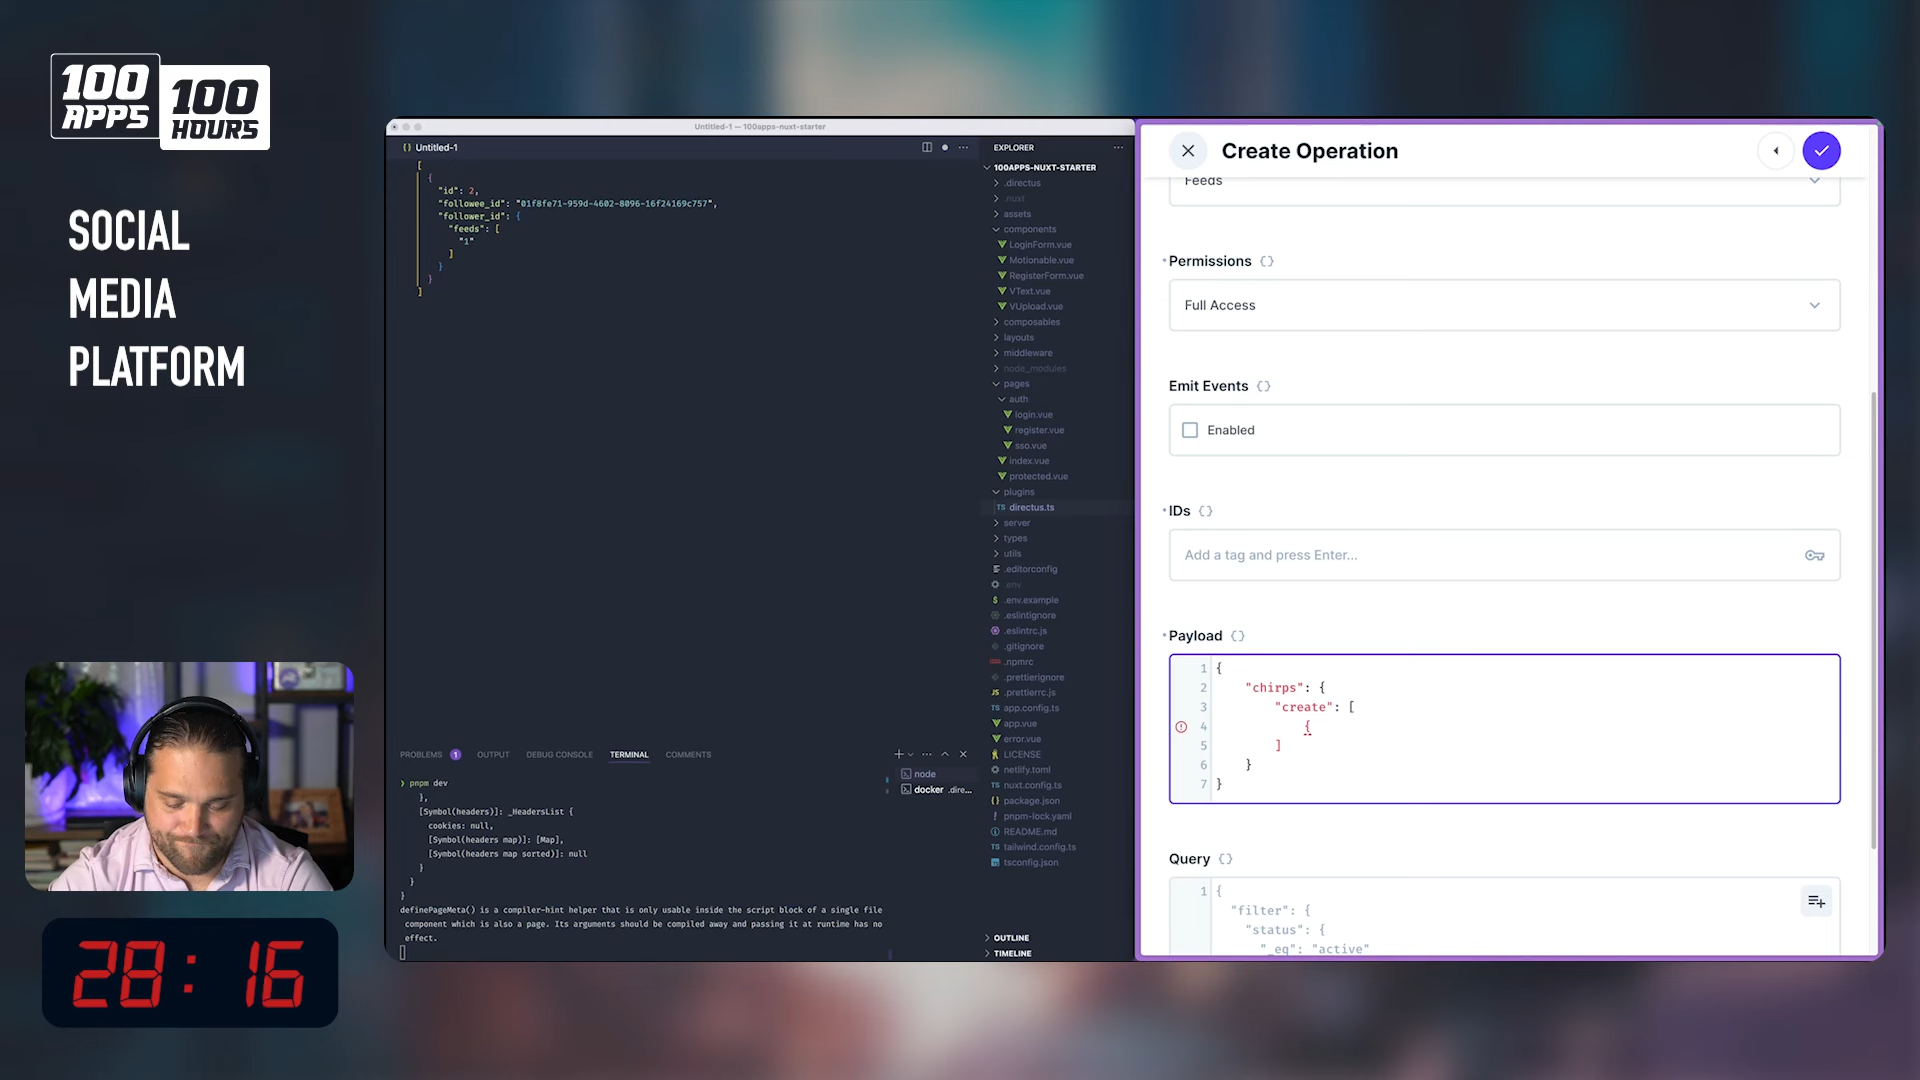 100 APPS
100 HOURS
SOCIAL
MEDIA
PLATFORM
28:16
Untitled-1 — 100apps-nuxt-starter
Untitled-1
[
{
"id": 2,
"followee_id": "01f8fe71-959d-4602-8096-16f24169c757",
"follower_id": {
"feeds": [
"1"
]
}
}
]
PROBLEMS 1 OUTPUT DEBUG CONSOLE TERMINAL COMMENTS
❯ pnpm dev
},
[Symbol(headers)]: _HeadersList {
cookies: null,
[Symbol(headers map)]: [Map],
[Symbol(headers map sorted)]: null
}
}
}
definePageMeta() is a compiler-hint helper that is only usable inside the script block of a single file
component which is also a page. Its arguments should be compiled away and passing it at runtime has no
effect.
node
docker .dire...
EXPLORER
100APPS-NUXT-STARTER
.directus
.nuxt
assets
components
LoginForm.vue
Motionable.vue
RegisterForm.vue
VText.vue
VUpload.vue
composables
layouts
middleware
node_modules
pages
auth
login.vue
register.vue
sso.vue
index.vue
protected.vue
plugins
TS directus.ts
server
types
utils
.editorconfig
.env
$ .env.example
.eslintignore
.eslintrc.js
.gitignore
.npmrc
.prettierignore
JS .prettierrc.js
TS app.config.ts
app.vue
error.vue
LICENSE
netlify.toml
TS nuxt.config.ts
{} package.json
! pnpm-lock.yaml
README.md
TS tailwind.config.ts
tsconfig.json
OUTLINE
TIMELINE
Create Operation
Feeds
* Permissions {}
Full Access
Emit Events {}
Enabled
* IDs {}
Add a tag and press Enter...
* Payload {}
1 {
2 "chirps": {
3 "create": [
4 {
5 ]
6 }
7 }
Query {}
1 {
"filter": {
"status": {
"_eq": "active"